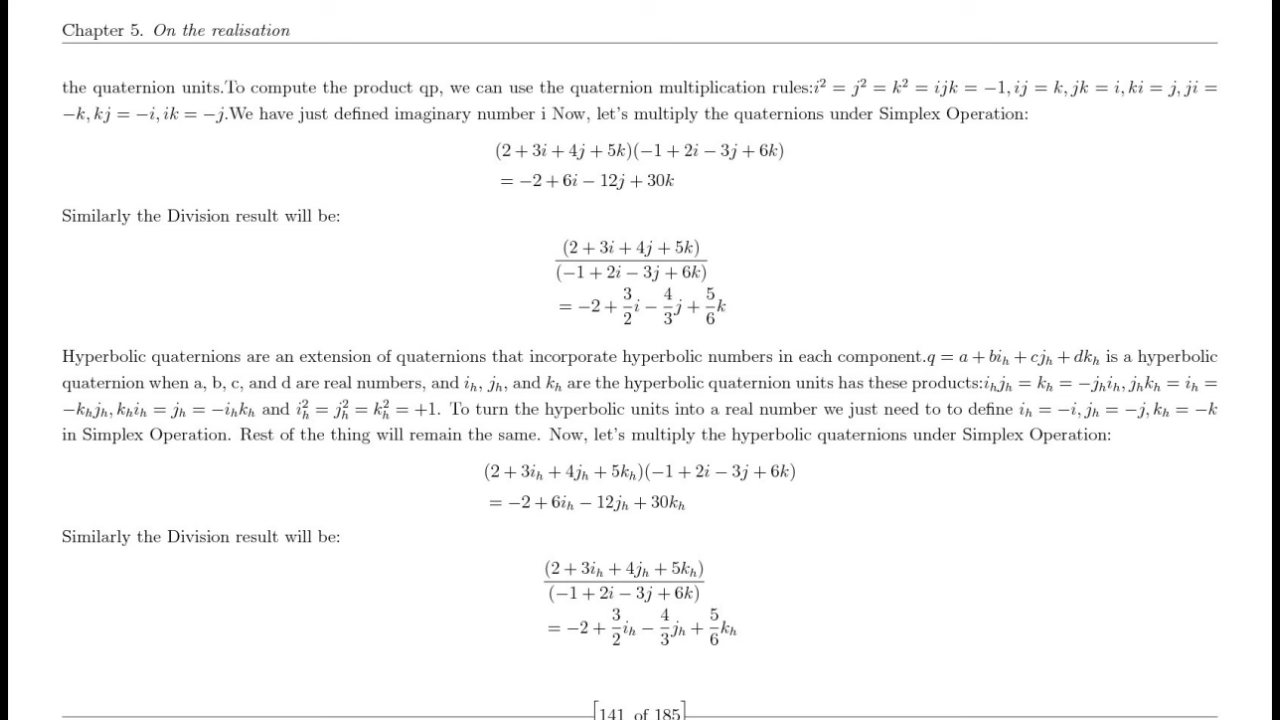 Chapter 5. On the realisation
the quaternion units.To compute the product qp, we can use the quaternion multiplication rules:i² = j² = k² = ijk = −1, ij = k, jk = i, ki = j, ji =
−k, kj = −i, ik = −j.We have just defined imaginary number i Now, let's multiply the quaternions under Simplex Operation:
(2 + 3i + 4j + 5k)(−1 + 2i − 3j + 6k)
= −2 + 6i − 12j + 30k
Similarly the Division result will be:
(2 + 3i + 4j + 5k)
(−1 + 2i − 3j + 6k)
= −2 + 3/2 i − 4/3 j + 5/6 k
Hyperbolic quaternions are an extension of quaternions that incorporate hyperbolic numbers in each component.q = a + biₕ + cjₕ + dkₕ is a hyperbolic
quaternion when a, b, c, and d are real numbers, and iₕ, jₕ, and kₕ are the hyperbolic quaternion units has these products:iₕjₕ = kₕ = −jₕiₕ, jₕkₕ = iₕ =
−kₕjₕ, kₕiₕ = jₕ = −iₕkₕ and iₕ² = jₕ² = kₕ² = +1. To turn the hyperbolic units into a real number we just need to to define iₕ = −i, jₕ = −j, kₕ = −k
in Simplex Operation. Rest of the thing will remain the same. Now, let's multiply the hyperbolic quaternions under Simplex Operation:
(2 + 3iₕ + 4jₕ + 5kₕ)(−1 + 2i − 3j + 6k)
= −2 + 6iₕ − 12jₕ + 30kₕ
Similarly the Division result will be:
(2 + 3iₕ + 4jₕ + 5kₕ)
(−1 + 2i − 3j + 6k)
= −2 + 3/2 iₕ − 4/3 jₕ + 5/6 kₕ
[141 of 185]